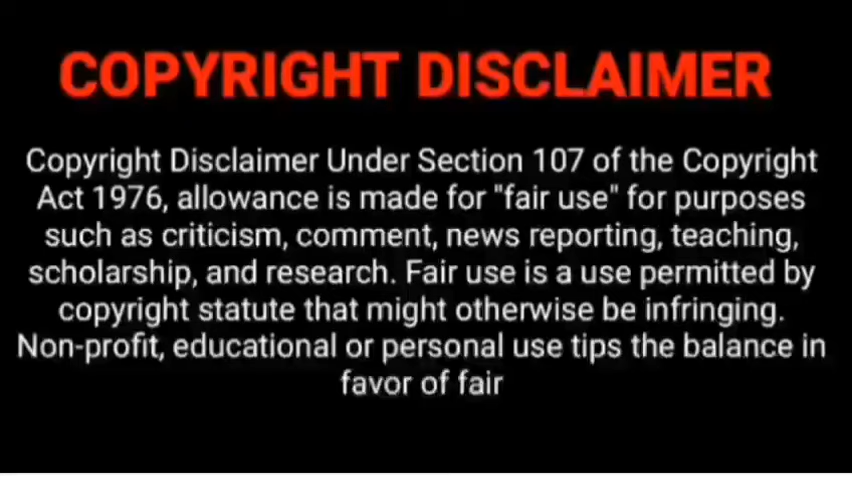 COPYRIGHT DISCLAIMER
Copyright Disclaimer Under Section 107 of the Copyright
Act 1976, allowance is made for "fair use" for purposes
such as criticism, comment, news reporting, teaching,
scholarship, and research. Fair use is a use permitted by
copyright statute that might otherwise be infringing.
Non-profit, educational or personal use tips the balance in
favor of fair